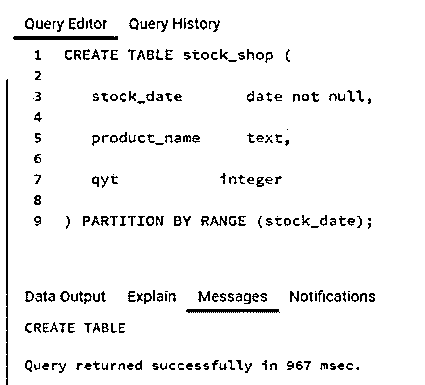 Query Editor Query History
1 CREATE TABLE stock_shop (
2
3 stock_date date not null,
4
5 product_name text,
6
7 qyt integer
8
9 ) PARTITION BY RANGE (stock_date);
Data Output Explain Messages Notifications
CREATE TABLE
Query returned successfully in 967 msec.